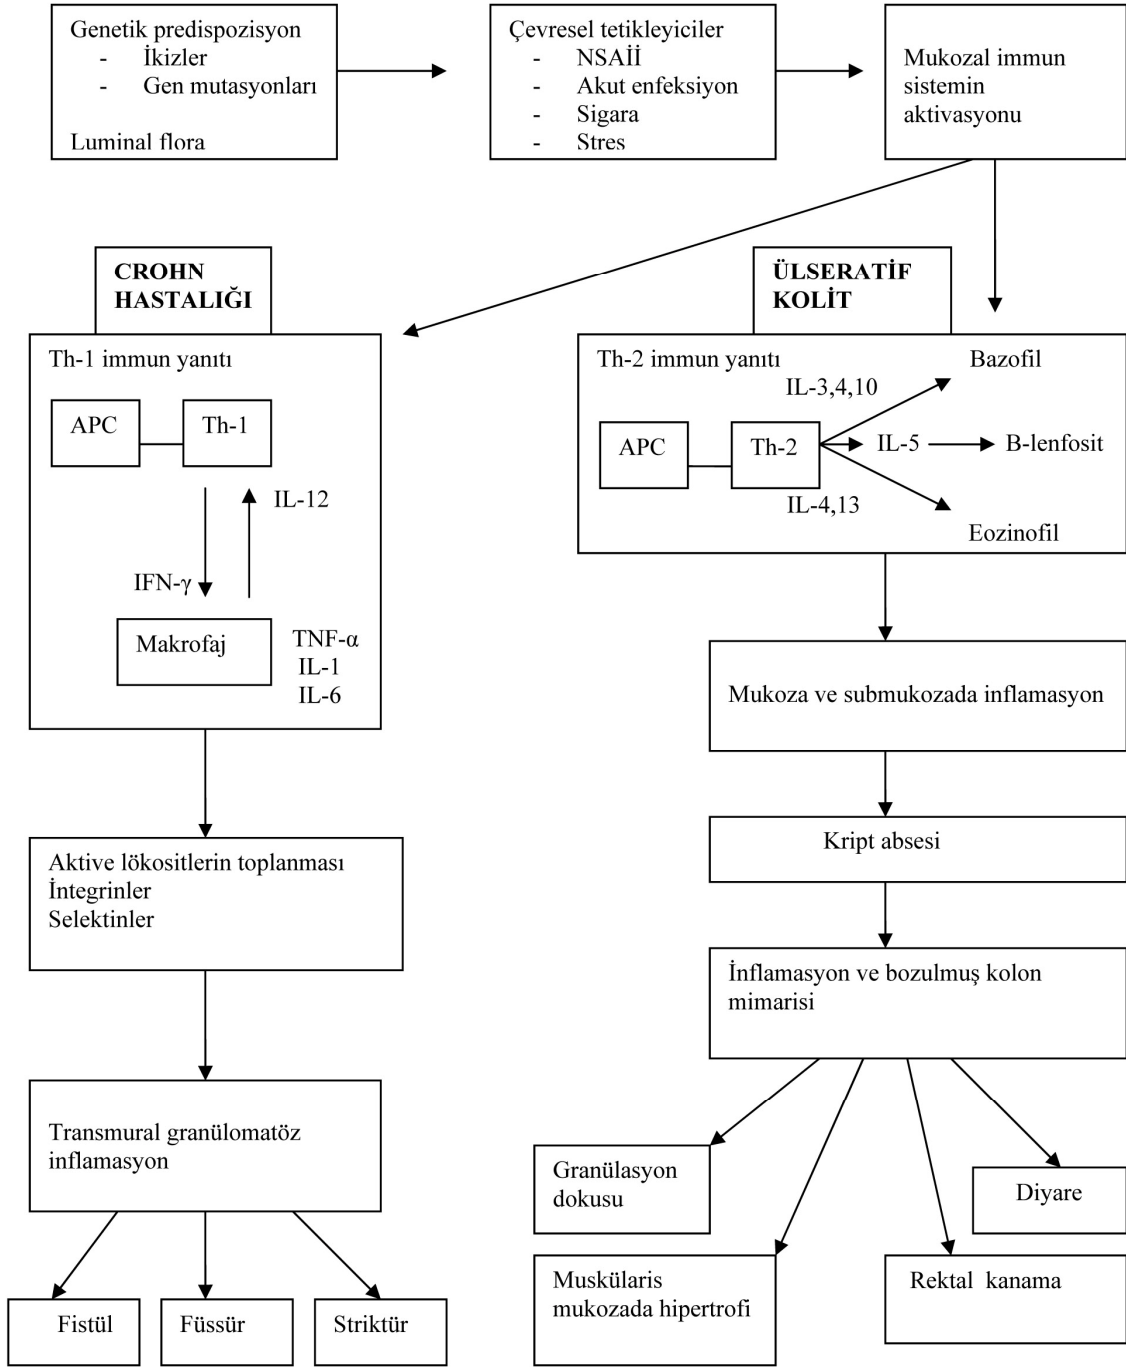 Genetik predispozisyon
- İkizler
- Gen mutasyonları
Luminal flora
Çevresel tetikleyiciler
- NSAİİ
- Akut enfeksiyon
- Sigara
- Stres
Mukozal immun
sistemin
aktivasyonu
CROHN
HASTALIĞI
Th-1 immun yanıtı
APC
Th-1
IL-12
IFN-γ
Makrofaj
TNF-α
IL-1
IL-6
Aktive lökositlerin toplanması
İntegrinler
Selektinler
Transmural granülomatöz
inflamasyon
Fistül
Füssür
Striktür
ÜLSERATİF
KOLİT
Th-2 immun yanıtı
Bazofil
IL-3,4,10
APC
Th-2
IL-5
B-lenfosit
IL-4,13
Eozinofil
Mukoza ve submukozada inflamasyon
Kript absesi
İnflamasyon ve bozulmuş kolon
mimarisi
Granülasyon
dokusu
Diyare
Muskülaris
mukozada hipertrofi
Rektal kanama